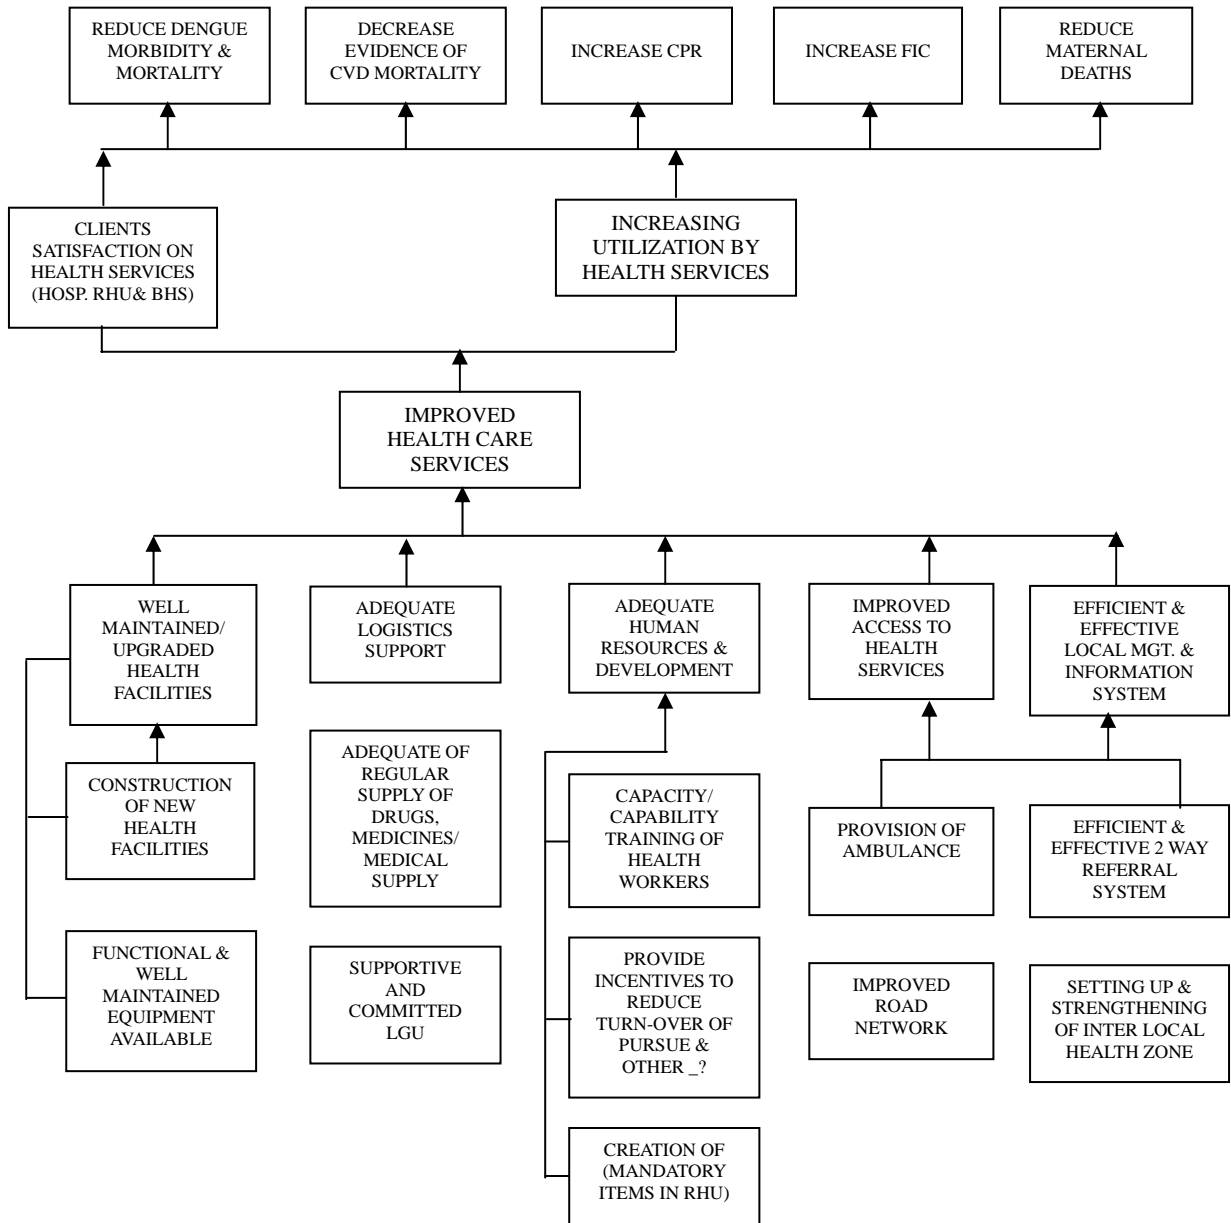 REDUCE DENGUE
MORBIDITY &
MORTALITY
DECREASE
EVIDENCE OF
CVD MORTALITY
INCREASE CPR
INCREASE FIC
REDUCE
MATERNAL
DEATHS
CLIENTS
SATISFACTION ON
HEALTH SERVICES
(HOSP. RHU& BHS)
INCREASING
UTILIZATION BY
HEALTH SERVICES
IMPROVED
HEALTH CARE
SERVICES
WELL
MAINTAINED/
UPGRADED
HEALTH
FACILITIES
ADEQUATE
LOGISTICS
SUPPORT
ADEQUATE
HUMAN
RESOURCES &
DEVELOPMENT
IMPROVED
ACCESS TO
HEALTH
SERVICES
EFFICIENT &
EFFECTIVE
LOCAL MGT. &
INFORMATION
SYSTEM
CONSTRUCTION
OF NEW
HEALTH
FACILITIES
ADEQUATE OF
REGULAR
SUPPLY OF
DRUGS,
MEDICINES/
MEDICAL
SUPPLY
CAPACITY/
CAPABILITY
TRAINING OF
HEALTH
WORKERS
PROVISION OF
AMBULANCE
EFFICIENT &
EFFECTIVE 2 WAY
REFERRAL
SYSTEM
FUNCTIONAL &
WELL
MAINTAINED
EQUIPMENT
AVAILABLE
SUPPORTIVE
AND
COMMITTED
LGU
PROVIDE
INCENTIVES TO
REDUCE
TURN-OVER OF
PURSUE &
OTHER _?
IMPROVED
ROAD
NETWORK
SETTING UP &
STRENGTHENING
OF INTER LOCAL
HEALTH ZONE
CREATION OF
(MANDATORY
ITEMS IN RHU)